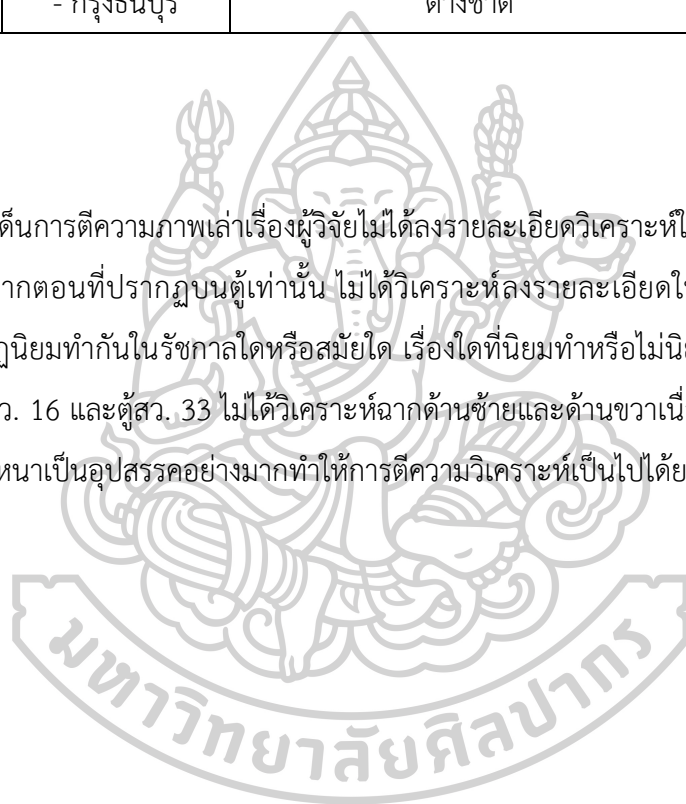 - กรุงธนบุรี ต่างชาติ
ด็นการตีความภาพเล่าเรื่องผู้วิจัยไม่ได้ลงรายละเอียดวิเคราะห์ใ
ากตอนที่ปรากฏบนตู้เท่านั้น ไม่ได้วิเคราะห์ลงรายละเอียดใ
ฏนิยมทำกันในรัชกาลใดหรือสมัยใด เรื่องใดที่นิยมทำหรือไม่นิ
ว. 16 และตู้สว. 33 ไม่ได้วิเคราะห์ฉากด้านซ้ายและด้านขวาเนื่
หนาเป็นอุปสรรคอย่างมากทำให้การตีความวิเคราะห์เป็นไปได้ย
มหาวิทยาลัยศิลปากร